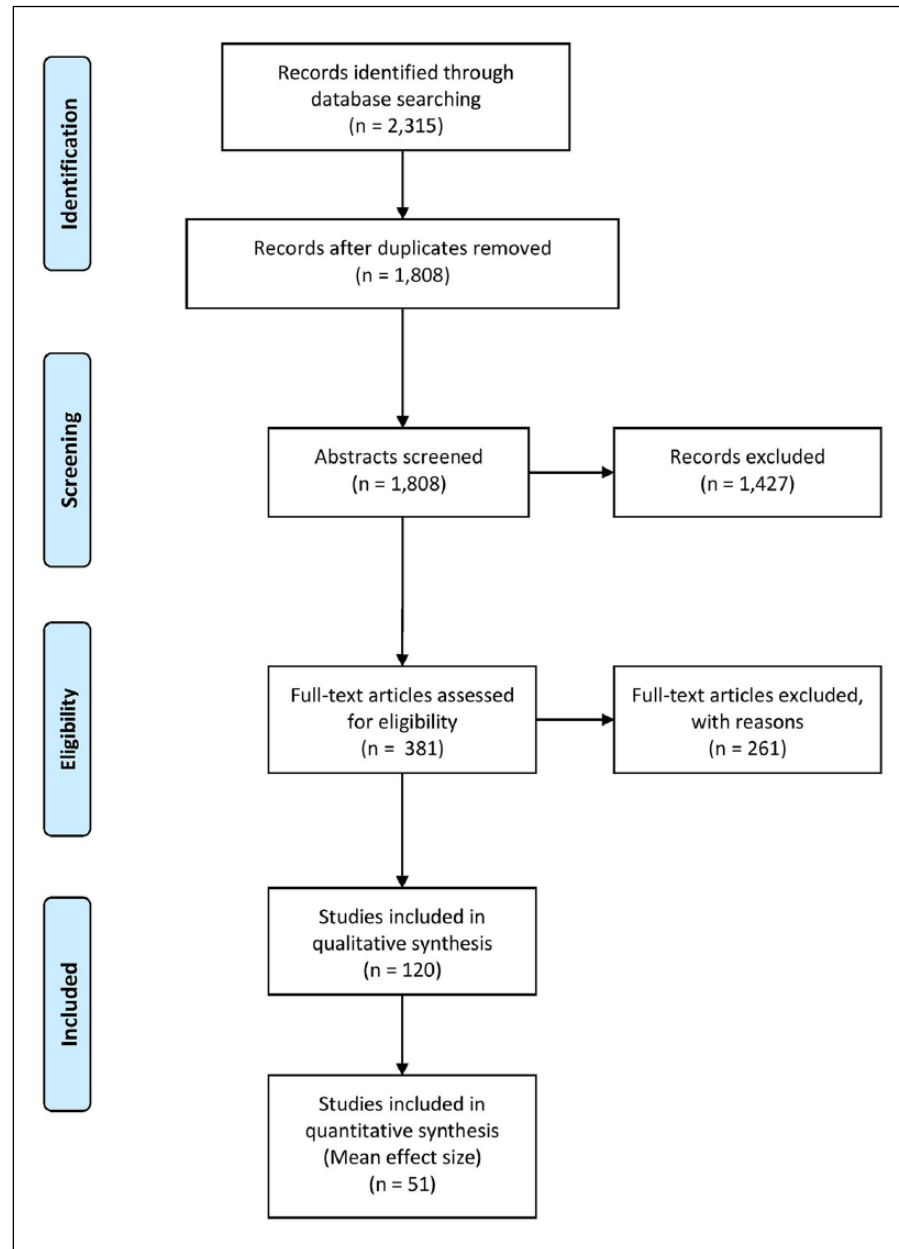 Identification
Records identified through
database searching
(n = 2,315)
Records after duplicates removed
(n = 1,808)
Screening
Abstracts screened
(n = 1,808)
Records excluded
(n = 1,427)
Eligibility
Full-text articles assessed
for eligibility
(n =  381)
Full-text articles excluded,
with reasons
(n = 261)
Included
Studies included in
qualitative synthesis
(n = 120)
Studies included in
quantitative synthesis
(Mean effect size)
(n = 51)